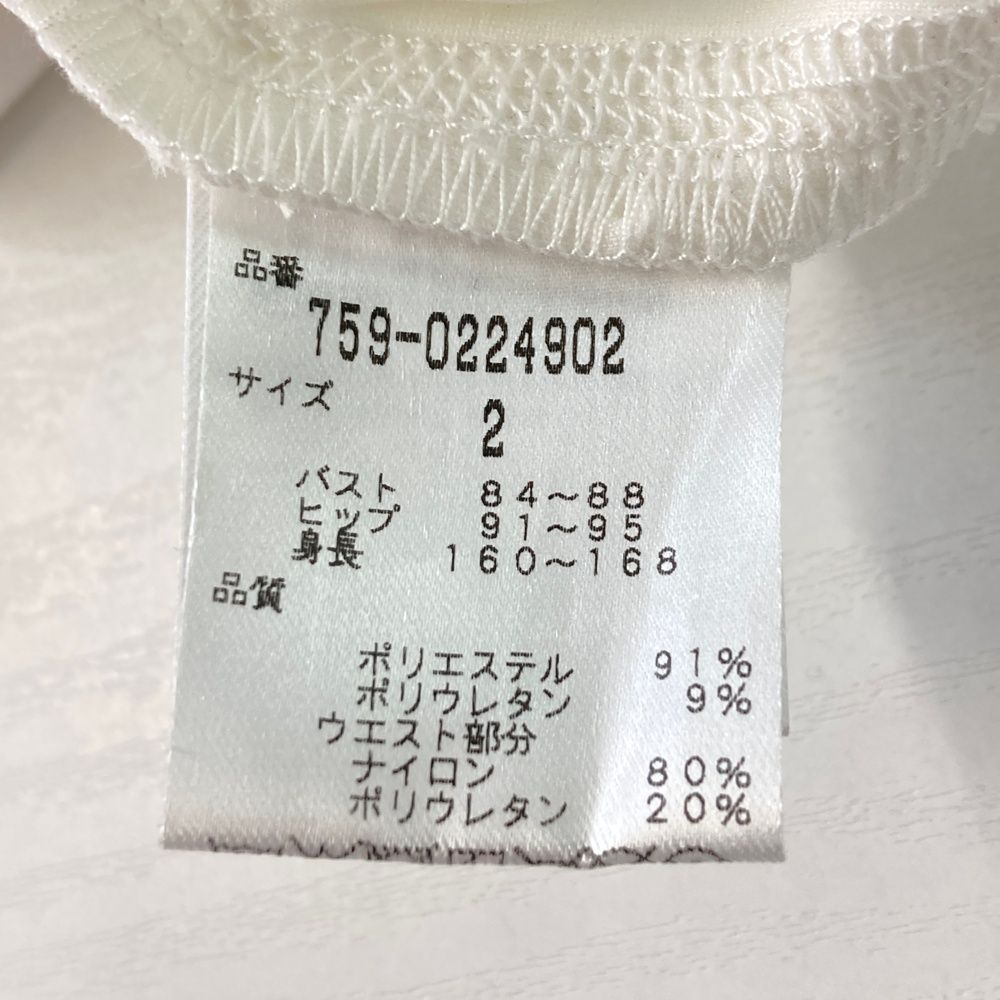 品番
759-0224902
サイズ
2
バスト 84～88
ヒップ 91～95
身長 160～168
品質
ポリエステル 91%
ポリウレタン 9%
ウエスト部分
ナイロン 80%
ポリウレタン 20%